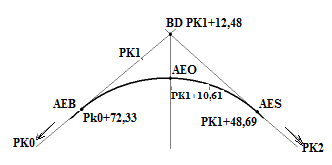 BD PK1+12,48
PK1
AEO
AEB
PK1+10,61
AES
Pk0+72,33
PK1+48,69
PK0
PK2